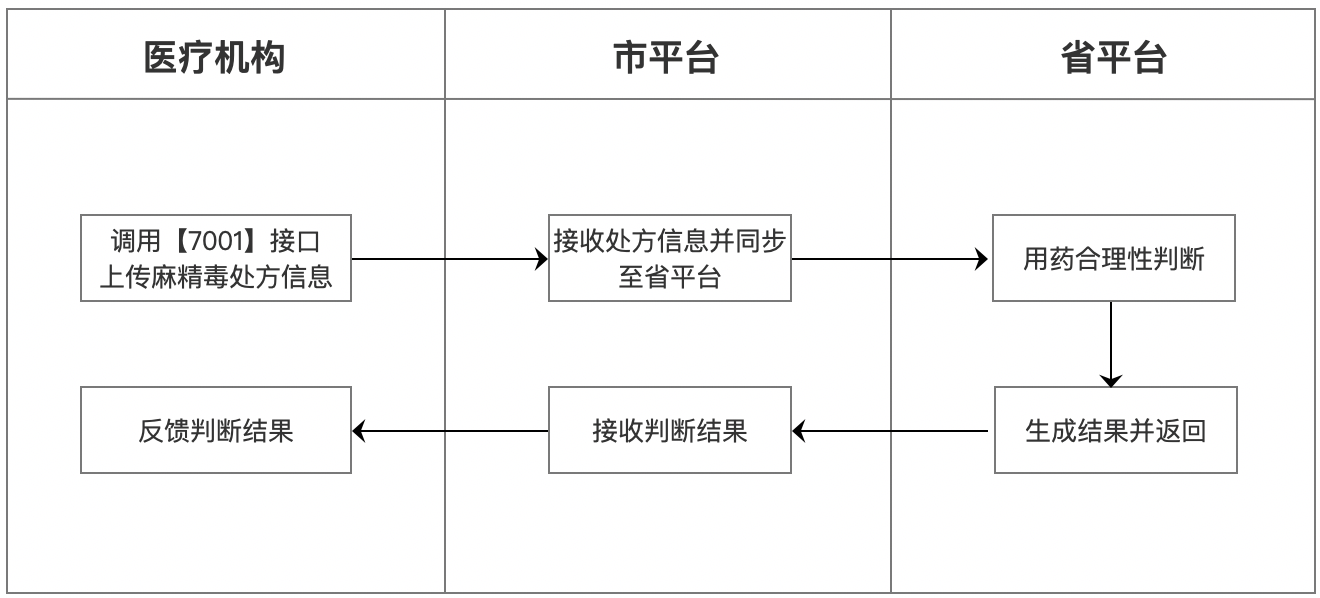 医疗机构
市平台
省平台
调用【7001】接口
上传麻精毒处方信息
接收处方信息并同步
至省平台
用药合理性判断
反馈判断结果
接收判断结果
生成结果并返回